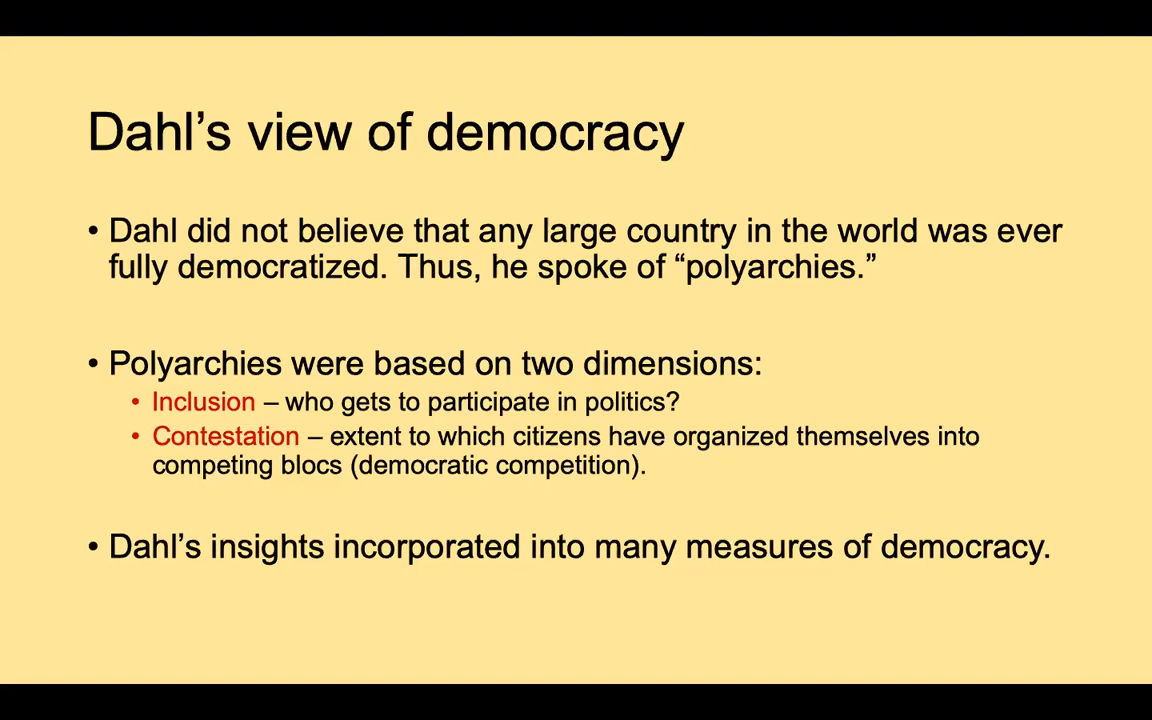 Dahl’s view of democracy
• Dahl did not believe that any large country in the world was ever
fully democratized. Thus, he spoke of “polyarchies.”
• Polyarchies were based on two dimensions:
• Inclusion – who gets to participate in politics?
• Contestation – extent to which citizens have organized themselves into
competing blocs (democratic competition).
• Dahl’s insights incorporated into many measures of democracy.